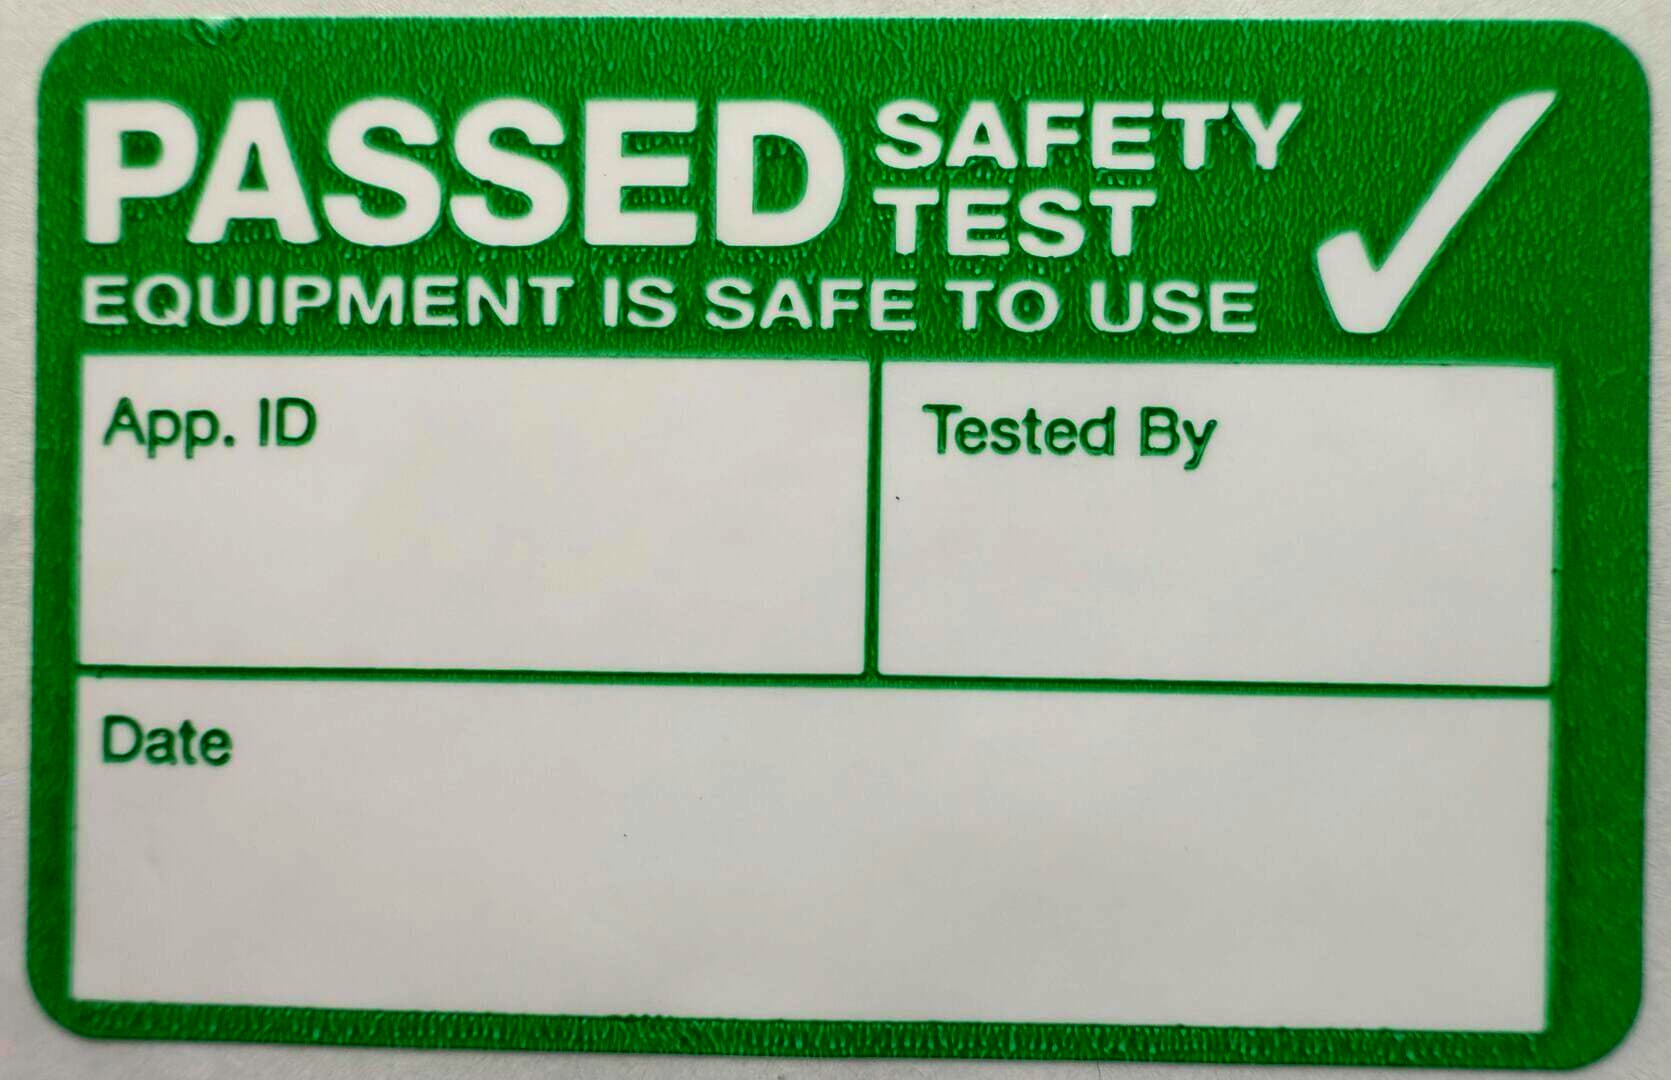 PASSED SAFETY TEST
EQUIPMENT IS SAFE TO USE
App. ID
Tested By
Date